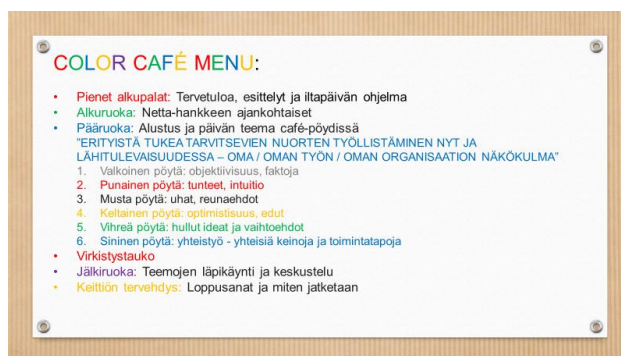 COLOR CAFÉ MENU:
• Pienet alkupalat: Tervetuloa, esittelyt ja iltapäivän ohjelma
• Alkuruoka: Netta-hankkeen ajankohtaiset
• Pääruoka: Alustus ja päivän teema café-pöydissä
"ERITYISTÄ TUKEA TARVITSEVIEN NUORTEN TYÖLLISTÄMINEN NYT JA
LÄHITULEVAISUUDESSA – OMA / OMAN TYÖN / OMAN ORGANISAATION NÄKÖKULMA"
1. Valkoinen pöytä: objektiivisuus, faktoja
2. Punainen pöytä: tunteet, intuitio
3. Musta pöytä: uhat, reunaehdot
4. Keltainen pöytä: optimistisuus, edut
5. Vihreä pöytä: hullut ideat ja vaihtoehdot
6. Sininen pöytä: yhteistyö - yhteisiä keinoja ja toimintatapoja
• Virkistystauko
• Jälkiruoka: Teemojen läpikäynti ja keskustelu
• Keittiön tervehdys: Loppusanat ja miten jatketaan